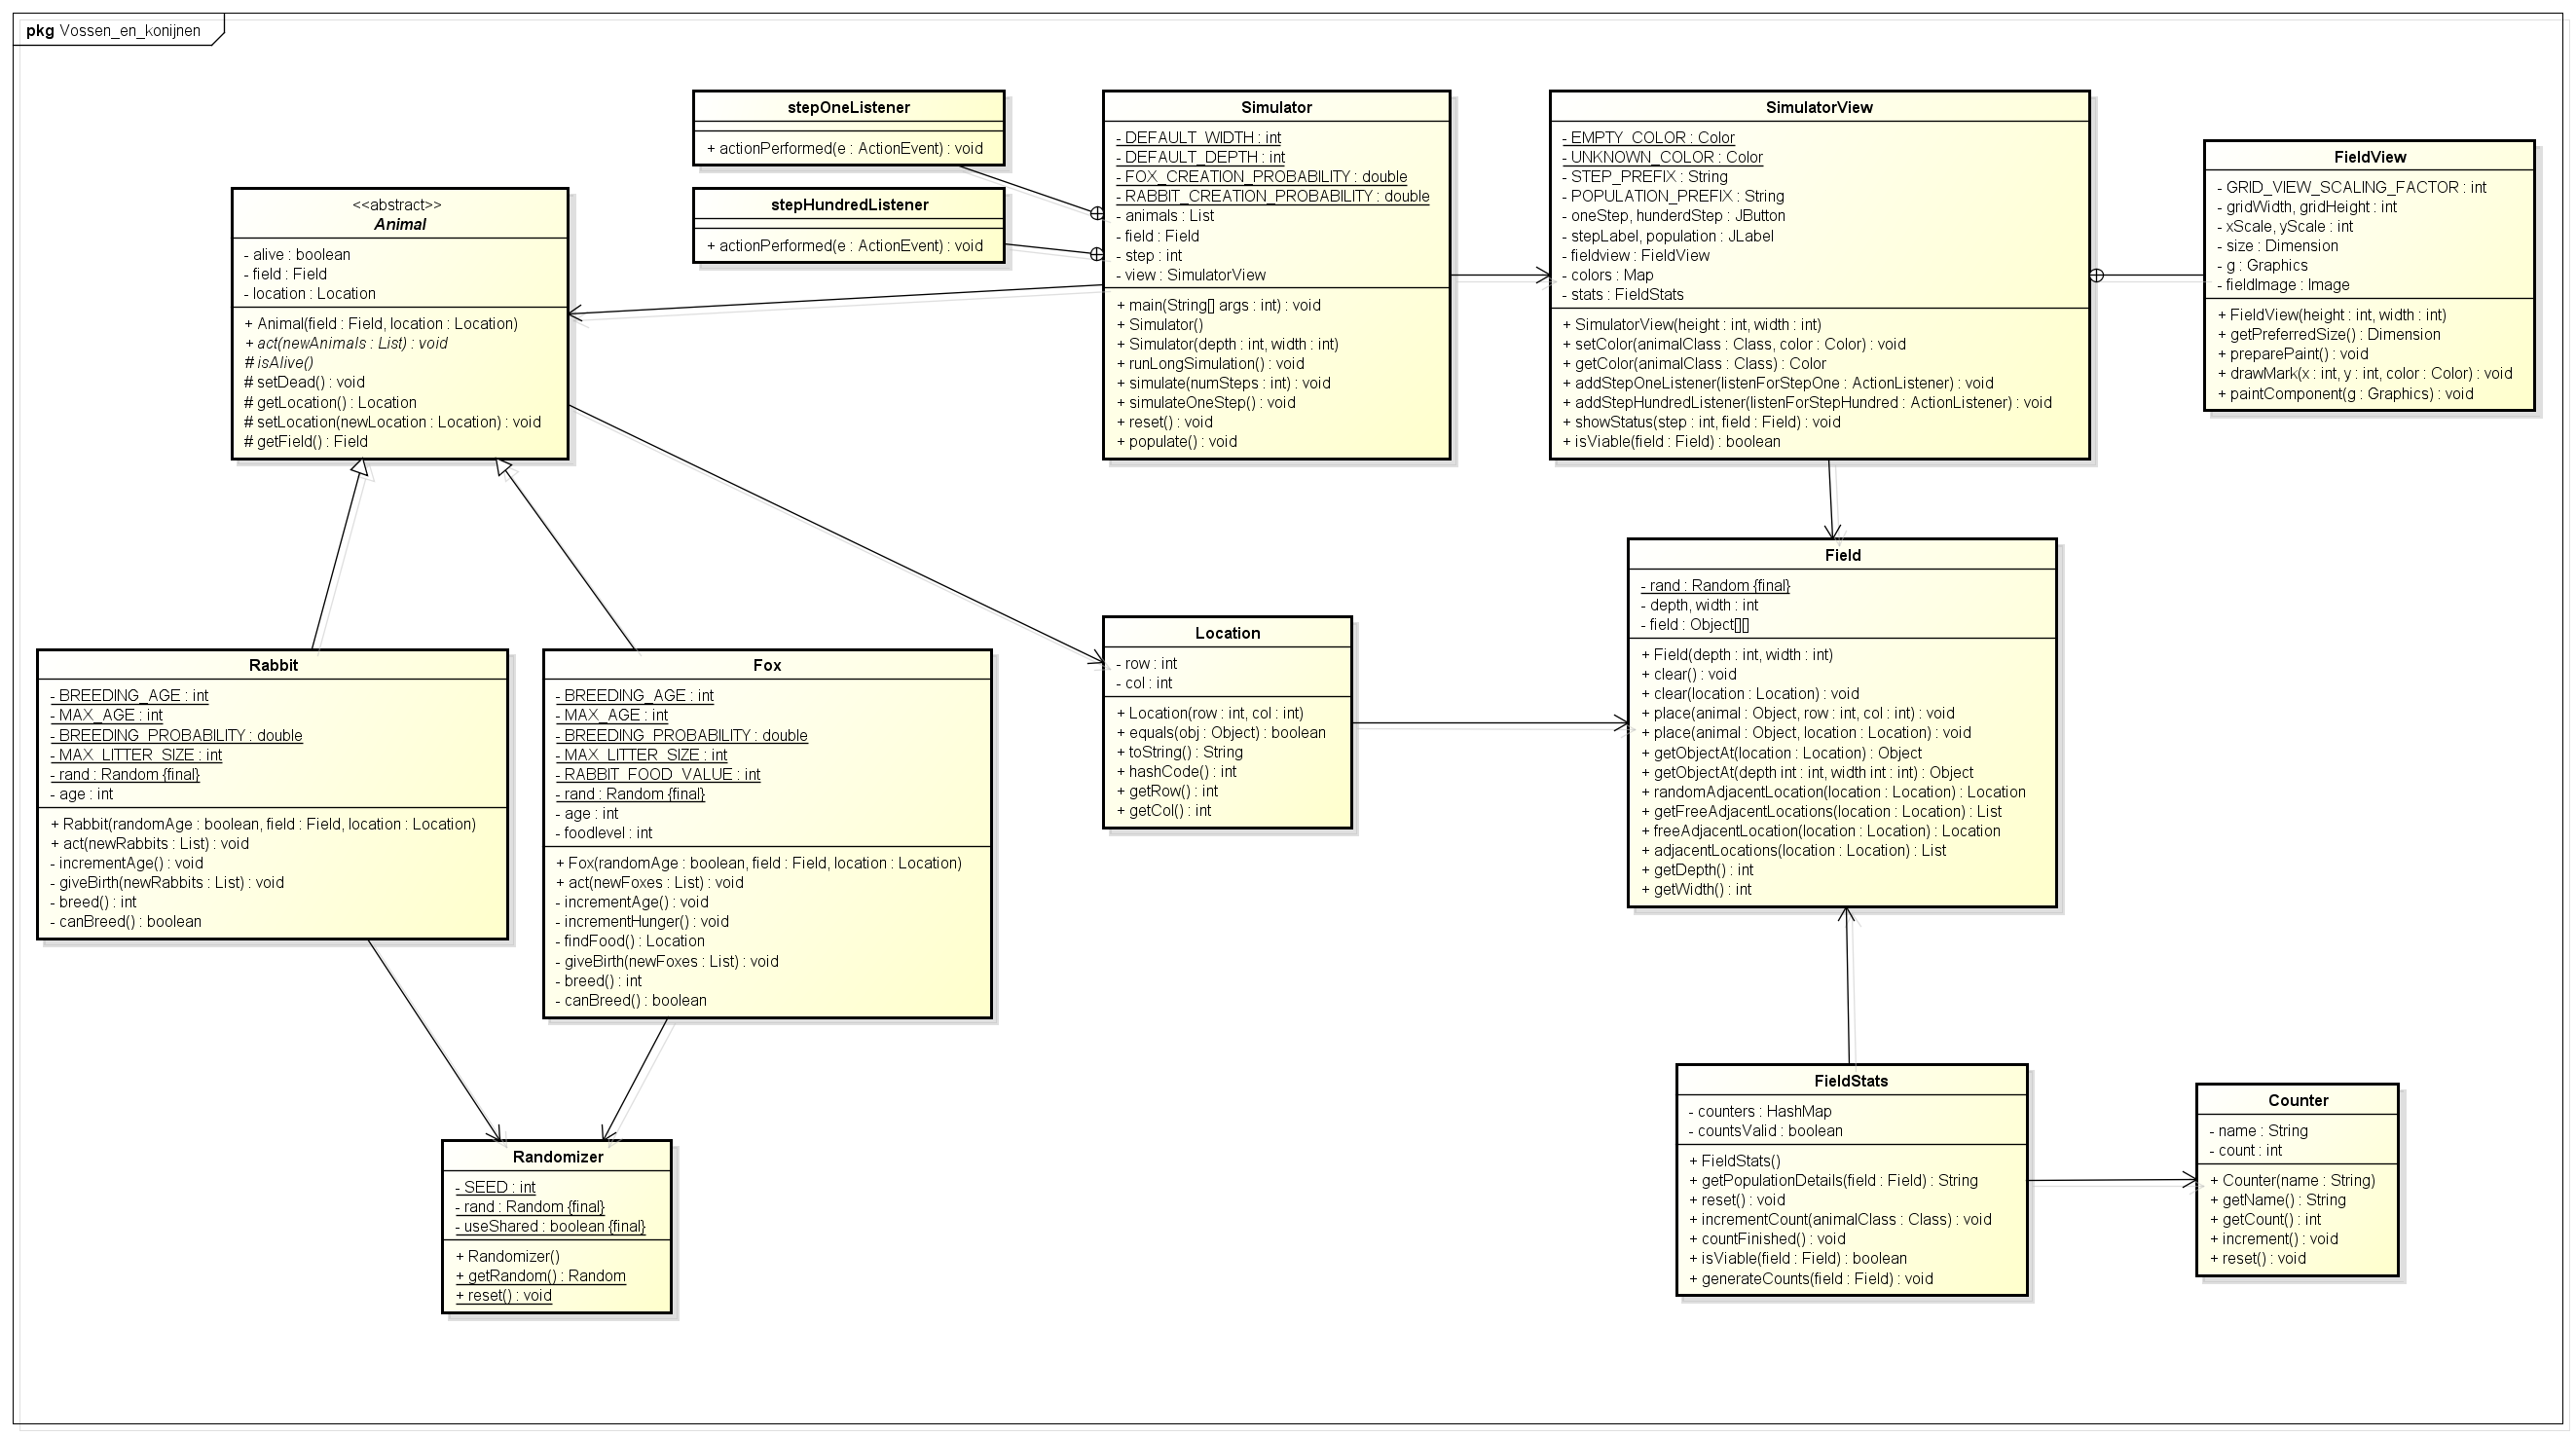 pkg Vossen_en_konijnen
stepOneListener
+ actionPerformed(e : ActionEvent) : void
stepHundredListener
+ actionPerformed(e : ActionEvent) : void
Simulator
- DEFAULT_WIDTH : int
- DEFAULT_DEPTH : int
- FOX_CREATION_PROBABILITY : double
- RABBIT_CREATION_PROBABILITY : double
- animals : List
- field : Field
- step : int
- view : SimulatorView
+ main(String[] args : int) : void
+ Simulator()
+ Simulator(depth : int, width : int)
+ runLongSimulation() : void
+ simulate(numSteps : int) : void
+ simulateOneStep() : void
+ reset() : void
+ populate() : void
SimulatorView
- EMPTY_COLOR : Color
- UNKNOWN_COLOR : Color
- STEP_PREFIX : String
- POPULATION_PREFIX : String
- oneStep, hunderdStep : JButton
- stepLabel, population : JLabel
- fieldview : FieldView
- colors : Map
- stats : FieldStats
+ SimulatorView(height : int, width : int)
+ setColor(animalClass : Class, color : Color) : void
+ getColor(animalClass : Class) : Color
+ addStepOneListener(listenForStepOne : ActionListener) : void
+ addStepHundredListener(listenForStepHundred : ActionListener) : void
+ showStatus(step : int, field : Field) : void
+ isViable(field : Field) : boolean
FieldView
- GRID_VIEW_SCALING_FACTOR : int
- gridWidth, gridHeight : int
- xScale, yScale : int
- size : Dimension
- g : Graphics
- fieldImage : Image
+ FieldView(height : int, width : int)
+ getPreferredSize() : Dimension
+ preparePaint() : void
+ drawMark(x : int, y : int, color : Color) : void
+ paintComponent(g : Graphics) : void
<<abstract>>
Animal
- alive : boolean
- field : Field
- location : Location
+ Animal(field : Field, location : Location)
+ act(newAnimals : List) : void
# isAlive()
# setDead() : void
# getLocation() : Location
# setLocation(newLocation : Location) : void
# getField() : Field
Rabbit
- BREEDING_AGE : int
- MAX_AGE : int
- BREEDING_PROBABILITY : double
- MAX_LITTER_SIZE : int
- rand : Random {final}
- age : int
+ Rabbit(randomAge : boolean, field : Field, location : Location)
+ act(newRabbits : List) : void
- incrementAge() : void
- giveBirth(newRabbits : List) : void
- breed() : int
- canBreed() : boolean
Fox
- BREEDING_AGE : int
- MAX_AGE : int
- BREEDING_PROBABILITY : double
- MAX_LITTER_SIZE : int
- RABBIT_FOOD_VALUE : int
- rand : Random {final}
- age : int
- foodlevel : int
+ Fox(randomAge : boolean, field : Field, location : Location)
+ act(newFoxes : List) : void
- incrementAge() : void
- incrementHunger() : void
- findFood() : Location
- giveBirth(newFoxes : List) : void
- breed() : int
- canBreed() : boolean
Location
- row : int
- col : int
+ Location(row : int, col : int)
+ equals(obj : Object) : boolean
+ toString() : String
+ hashCode() : int
+ getRow() : int
+ getCol() : int
Field
- rand : Random {final}
- depth, width : int
- field : Object[][]
+ Field(depth : int, width : int)
+ clear() : void
+ clear(location : Location) : void
+ place(animal : Object, row : int, col : int) : void
+ place(animal : Object, location : Location) : void
+ getObjectAt(location : Location) : Object
+ getObjectAt(depth int : int, width int : int) : Object
+ randomAdjacentLocation(location : Location) : Location
+ getFreeAdjacentLocations(location : Location) : List
+ freeAdjacentLocation(location : Location) : Location
+ adjacentLocations(location : Location) : List
+ getDepth() : int
+ getWidth() : int
Randomizer
- SEED : int
- rand : Random {final}
- useShared : boolean {final}
+ Randomizer()
+ getRandom() : Random
+ reset() : void
FieldStats
- counters : HashMap
- countsValid : boolean
+ FieldStats()
+ getPopulationDetails(field : Field) : String
+ reset() : void
+ incrementCount(animalClass : Class) : void
+ countFinished() : void
+ isViable(field : Field) : boolean
+ generateCounts(field : Field) : void
Counter
- name : String
- count : int
+ Counter(name : String)
+ getName() : String
+ getCount() : int
+ increment() : void
+ reset() : void